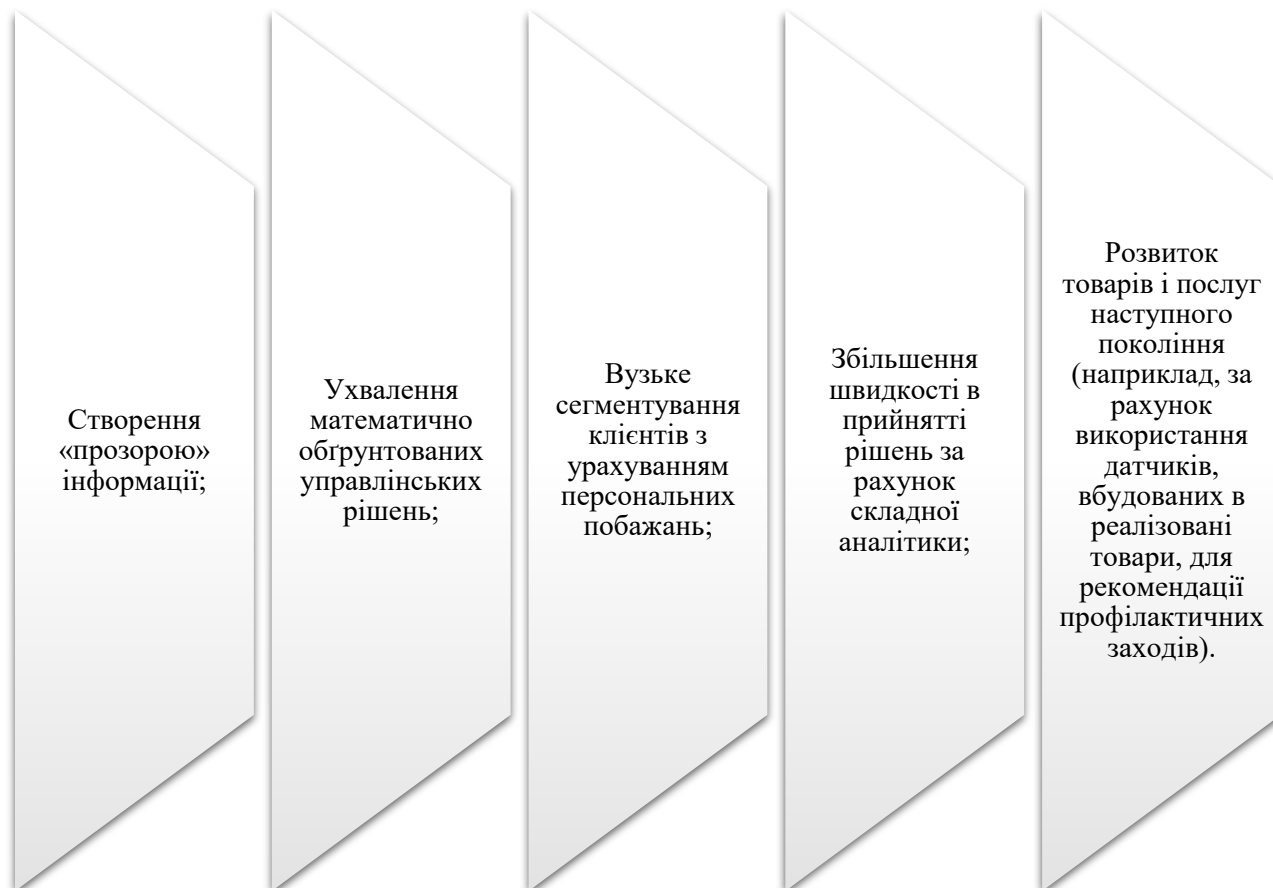 Створення
«прозорою»
інформації;
Ухвалення
математично
обґрунтованих
управлінських
рішень;
Вузьке
сегментування
клієнтів з
урахуванням
персональних
побажань;
Збільшення
швидкості в
прийнятті
рішень за
рахунок
складної
аналітики;
Розвиток
товарів і послуг
наступного
покоління
(наприклад, за
рахунок
використання
датчиків,
вбудованих в
реалізовані
товари, для
рекомендації
профілактичних
заходів).